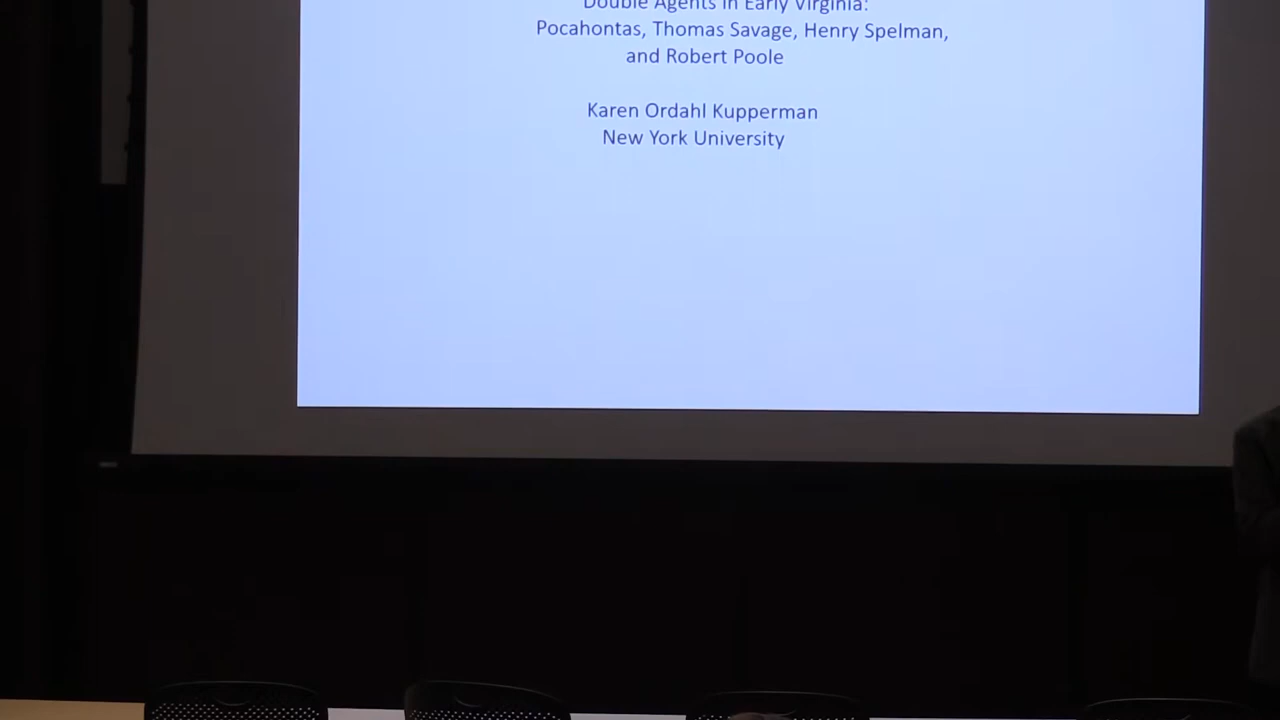 Double Agents in Early Virginia:
Pocahontas, Thomas Savage, Henry Spelman,
and Robert Poole
Karen Ordahl Kupperman
New York University